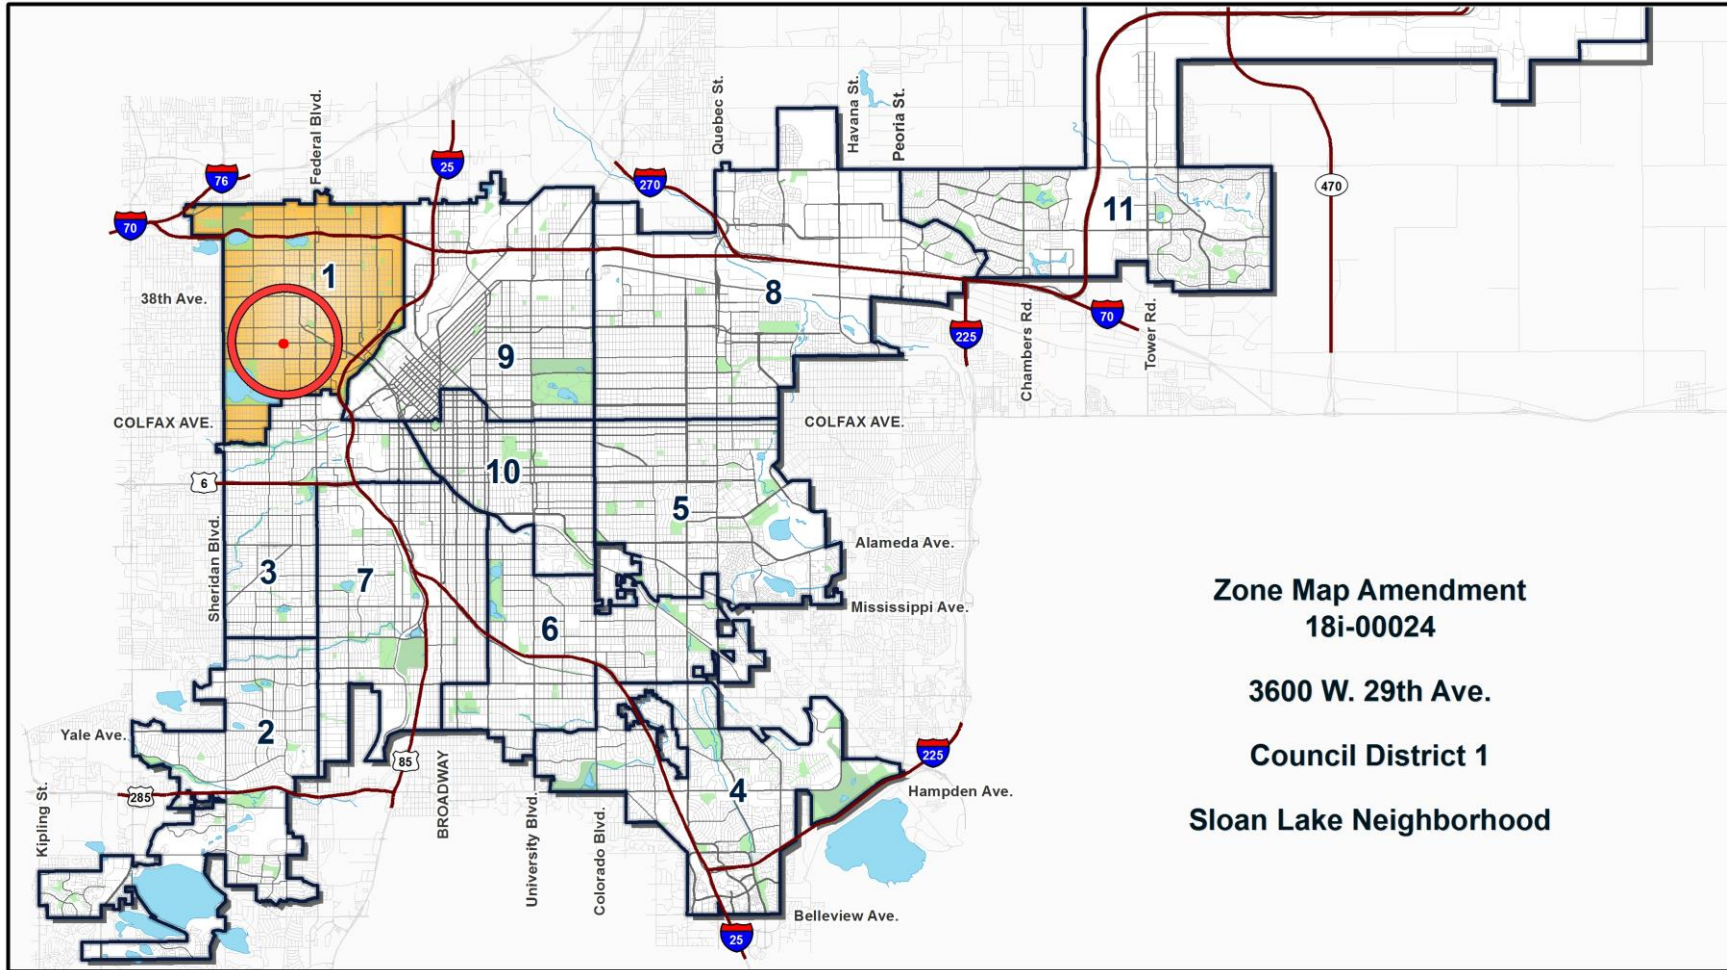 Federal Blvd.
Quebec St.
Havana St.
Peoria St.
76
25
270
470
70
1
11
38th Ave.
8
Chambers Rd.
Tower Rd.
70
225
9
COLFAX AVE.
COLFAX AVE.
10
6
5
Sheridan Blvd.
3
7
Alameda Ave.
Mississippi Ave.
6
Zone Map Amendment
18i-00024
3600 W. 29th Ave.
Council District 1
Sloan Lake Neighborhood
Yale Ave.
2
85
225
Kipling St.
285
BROADWAY
University Blvd.
Colorado Blvd.
4
Hampden Ave.
Belleview Ave.
25